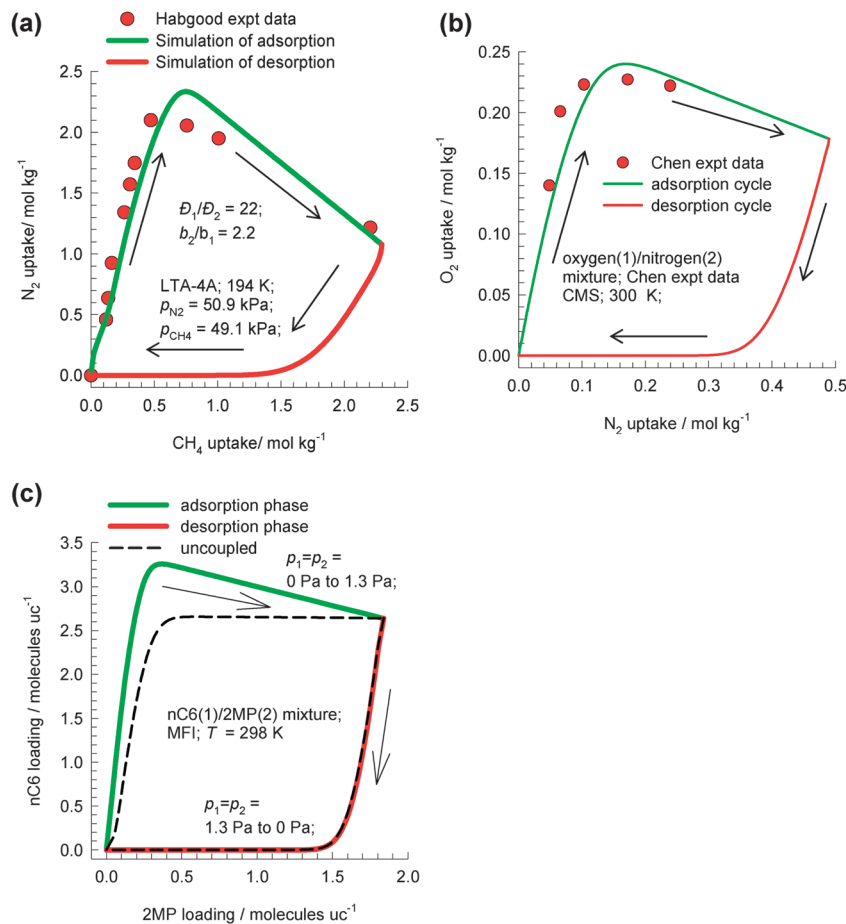 (a)
Habgood expt data
Simulation of adsorption
Simulation of desorption
2.5
2.0
1.5
1.0
0.5
0.0
N2 uptake/ mol kg-1
Đ1/Đ2 = 22;
b2/b1 = 2.2
LTA-4A; 194 K;
pN2 = 50.9 kPa;
pCH4 = 49.1 kPa;
0.0 0.5 1.0 1.5 2.0 2.5
CH4 uptake/ mol kg-1
(b)
0.25
0.20
0.15
0.10
0.05
0.00
O2 uptake / mol kg-1
Chen expt data
adsorption cycle
desorption cycle
oxygen(1)/nitrogen(2)
mixture; Chen expt data
CMS; 300 K;
0.0 0.1 0.2 0.3 0.4 0.5
N2 uptake / mol kg-1
(c)
adsorption phase
desorption phase
uncoupled
3.5
3.0
2.5
2.0
1.5
1.0
0.5
0.0
nC6 loading / molecules uc-1
p1=p2 =
0 Pa to 1.3 Pa;
nC6(1)/2MP(2) mixture;
MFI; T = 298 K
p1=p2 =
1.3 Pa to 0 Pa;
0.0 0.5 1.0 1.5 2.0
2MP loading / molecules uc-1